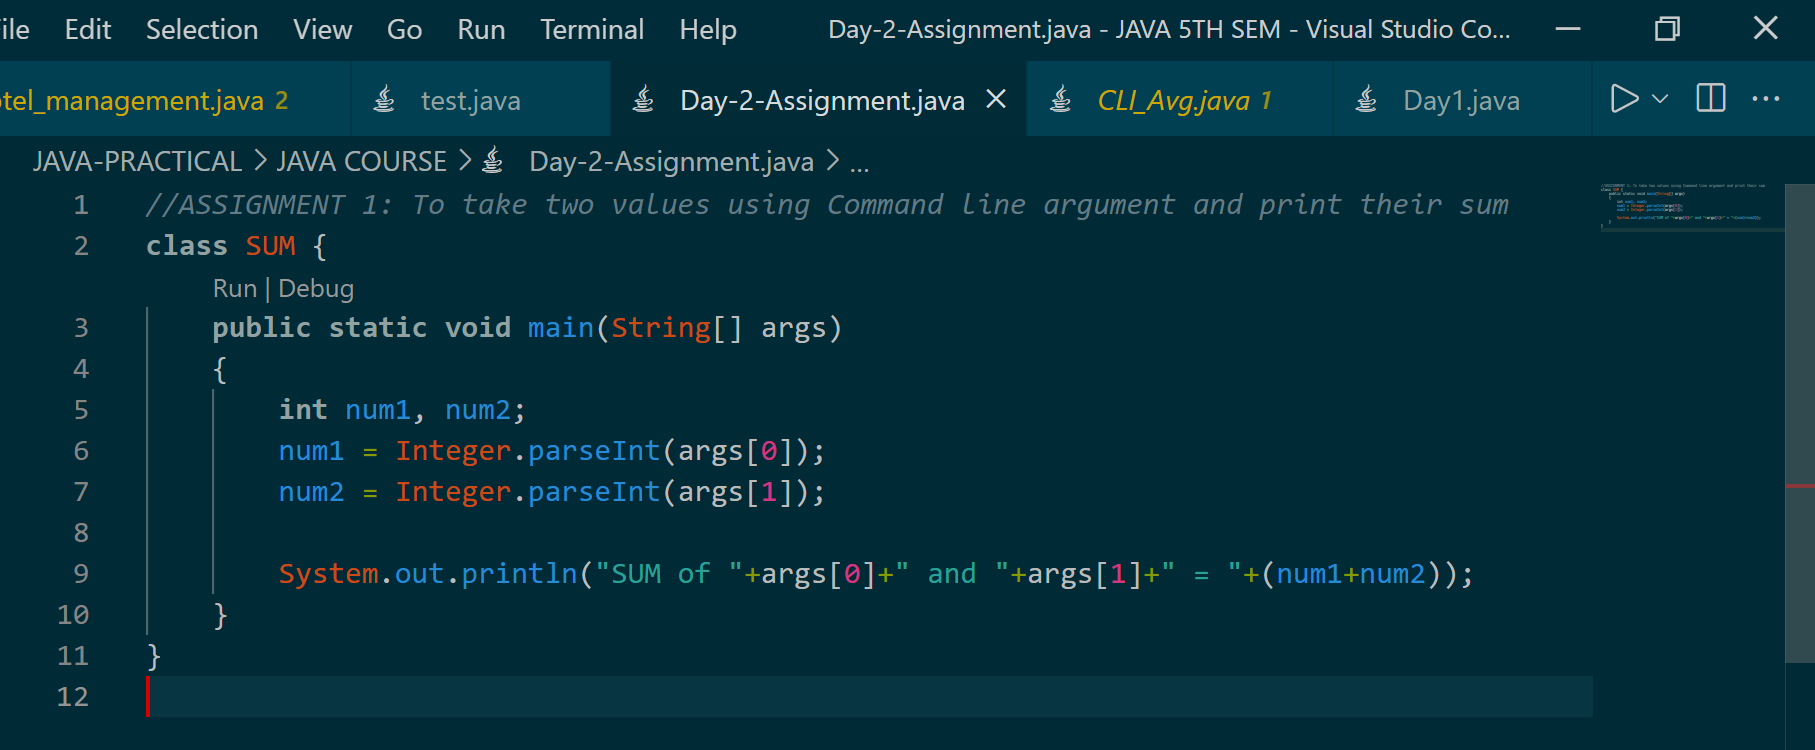 ile Edit Selection View Go Run Terminal Help Day-2-Assignment.java - JAVA 5TH SEM - Visual Studio Co...
otel_management.java 2 test.java Day-2-Assignment.java CLI_Avg.java 1 Day1.java
JAVA-PRACTICAL > JAVA COURSE > Day-2-Assignment.java > ...
1 //ASSIGNMENT 1: To take two values using Command line argument and print their sum
2 class SUM {
Run | Debug
3 public static void main(String[] args)
4 {
5 int num1, num2;
6 num1 = Integer.parseInt(args[0]);
7 num2 = Integer.parseInt(args[1]);
8
9 System.out.println("SUM of "+args[0]+" and "+args[1]+" = "+(num1+num2));
10 }
11 }
12